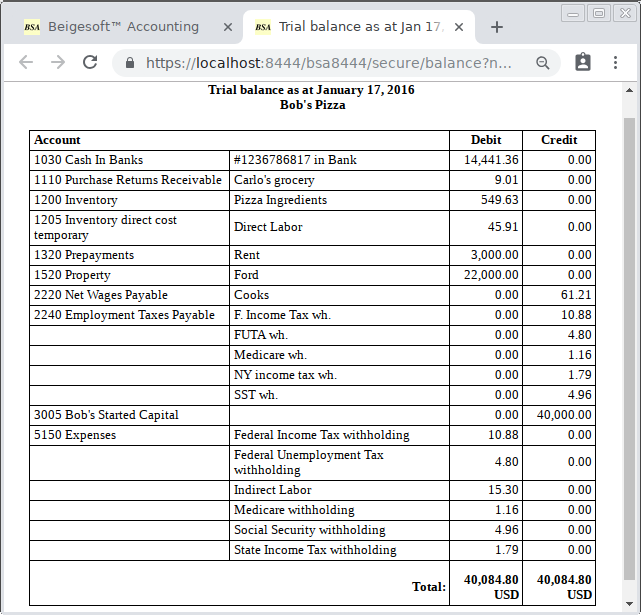 BSA Beigesoft™ Accounting
BSA Trial balance as at Jan 17,
https://localhost:8444/bsa8444/secure/balance?n...
Trial balance as at January 17, 2016
Bob's Pizza
Account Debit Credit
1030 Cash In Banks #1236786817 in Bank 14,441.36 0.00
1110 Purchase Returns Receivable Carlo's grocery 9.01 0.00
1200 Inventory Pizza Ingredients 549.63 0.00
1205 Inventory direct cost
temporary Direct Labor 45.91 0.00
1320 Prepayments Rent 3,000.00 0.00
1520 Property Ford 22,000.00 0.00
2220 Net Wages Payable Cooks 0.00 61.21
2240 Employment Taxes Payable F. Income Tax wh. 0.00 10.88
FUTA wh. 0.00 4.80
Medicare wh. 0.00 1.16
NY income tax wh. 0.00 1.79
SST wh. 0.00 4.96
3005 Bob's Started Capital 0.00 40,000.00
5150 Expenses Federal Income Tax withholding 10.88 0.00
Federal Unemployment Tax
withholding 4.80 0.00
Indirect Labor 15.30 0.00
Medicare withholding 1.16 0.00
Social Security withholding 4.96 0.00
State Income Tax withholding 1.79 0.00
Total: 40,084.80 40,084.80
USD USD